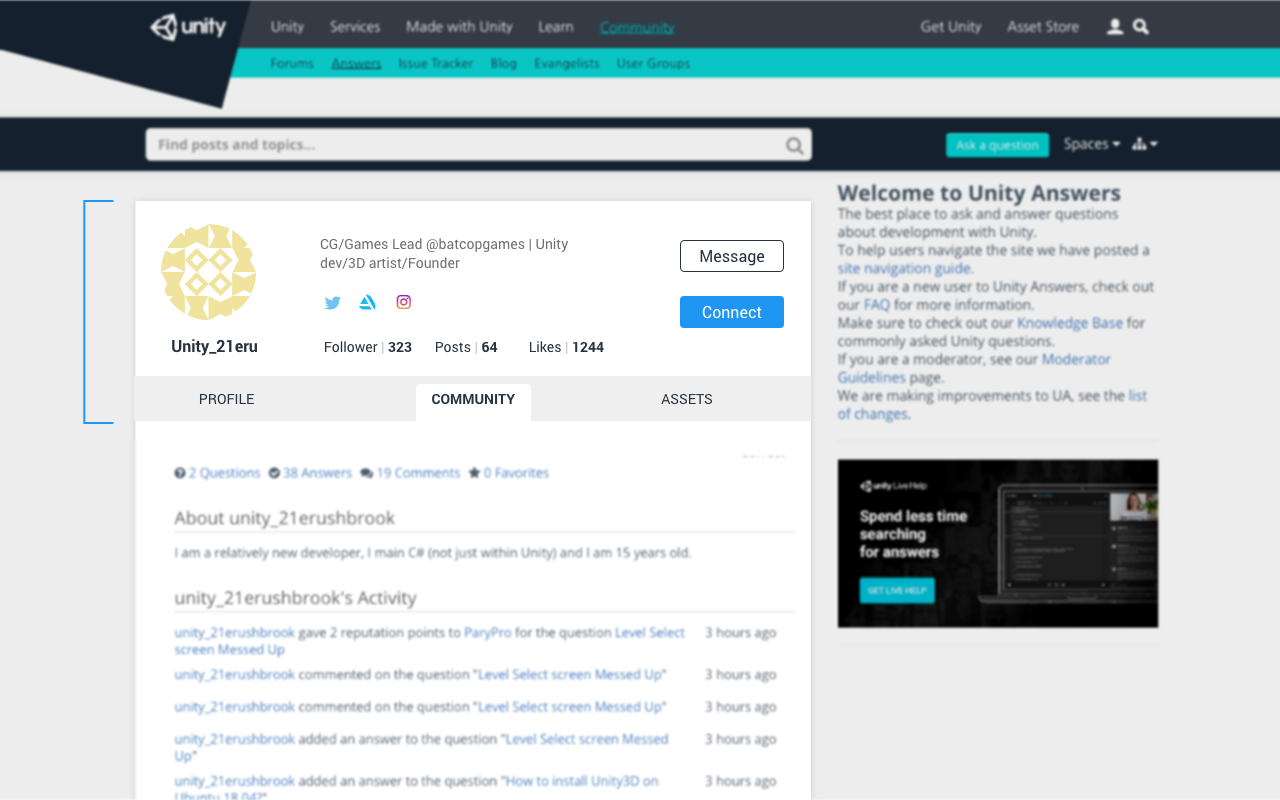 unity
Unity Services Made with Unity Learn Community Get Unity Asset Store
Forums Answers Issue Tracker Blog Evangelists User Groups
Find posts and topics... Ask a question Spaces
CG/Games Lead @batcopgames | Unity
dev/3D artist/Founder
Message
Connect
Unity_21eru
Follower | 323 Posts | 64 Likes | 1244
PROFILE COMMUNITY ASSETS
2 Questions 38 Answers 19 Comments 0 Favorites
About unity_21erushbrook
I am a relatively new developer, I main C# (not just within Unity) and I am 15 years old.
unity_21erushbrook's Activity
unity_21erushbrook gave 2 reputation points to ParyPro for the question Level Select 3 hours ago
screen Messed Up
unity_21erushbrook commented on the question "Level Select screen Messed Up" 3 hours ago
unity_21erushbrook commented on the question "Level Select screen Messed Up" 3 hours ago
unity_21erushbrook added an answer to the question "Level Select screen Messed 3 hours ago
Up"
unity_21erushbrook added an answer to the question "How to install Unity3D on 3 hours ago
Ubuntu 18.04?"
Welcome to Unity Answers
The best place to ask and answer questions
about development with Unity.
To help users navigate the site we have posted a
site navigation guide.
If you are a new user to Unity Answers, check out
our FAQ for more information.
Make sure to check out our Knowledge Base for
commonly asked Unity questions.
If you are a moderator, see our Moderator
Guidelines page.
We are making improvements to UA, see the list
of changes.
unity Live Help
Spend less time
searching
for answers
GET LIVE HELP